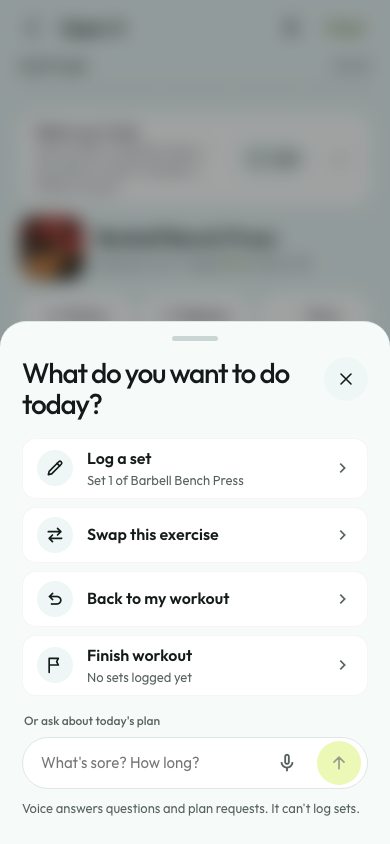 What do you want to do
today?
Log a set
Set 1 of Barbell Bench Press
Swap this exercise
Back to my workout
Finish workout
No sets logged yet
Or ask about today's plan
What's sore? How long?
Voice answers questions and plan requests. It can't log sets.